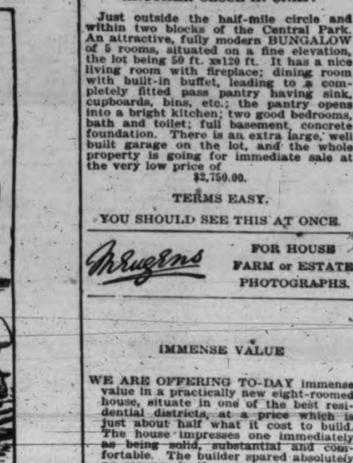 Just outside the half-mile circle and
within two blocks of the Central Park.
An attractive, fully modern BUNGALOW
of 5 rooms, situated on a fine elevation,
the lot being 50 ft. x 120 ft. It has a nice
living room with fireplace; dining room
with built-in buffet, leading to a com-
pletely fitted pass pantry having sink,
cupboards, bins, etc.; the pantry opens
into a bright kitchen; two good bedrooms,
bath and toilet; full basement, concrete
foundation. There is an extra large, well
built garage on the lot, and the whole
property is going for immediate sale at
the very low price of
$2,750.00.
TERMS EASY.
YOU SHOULD SEE THIS AT ONCE.
McEugens
FOR HOUSE
FARM or ESTATE
PHOTOGRAPHS.
IMMENSE VALUE
WE ARE OFFERING TO-DAY immense
value in a practically new eight-roomed
house, situate in one of the best resi-
dential districts, at a price which is
just about half what it cost to build.
The house impresses one immediately
as being solid, substantial and com-
fortable. The builder spared absolutely